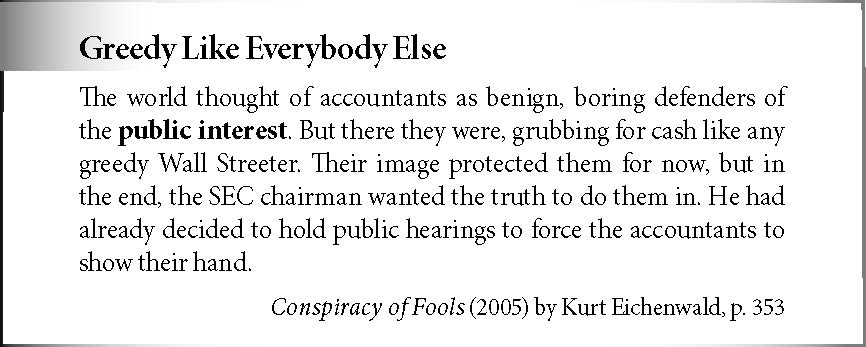 Greedy Like Everybody Else
The world thought of accountants as benign, boring defenders of
the public interest. But there they were, grubbing for cash like any
greedy Wall Streeter. Their image protected them for now, but in
the end, the SEC chairman wanted the truth to do them in. He had
already decided to hold public hearings to force the accountants to
show their hand.
Conspiracy of Fools (2005) by Kurt Eichenwald, p. 353